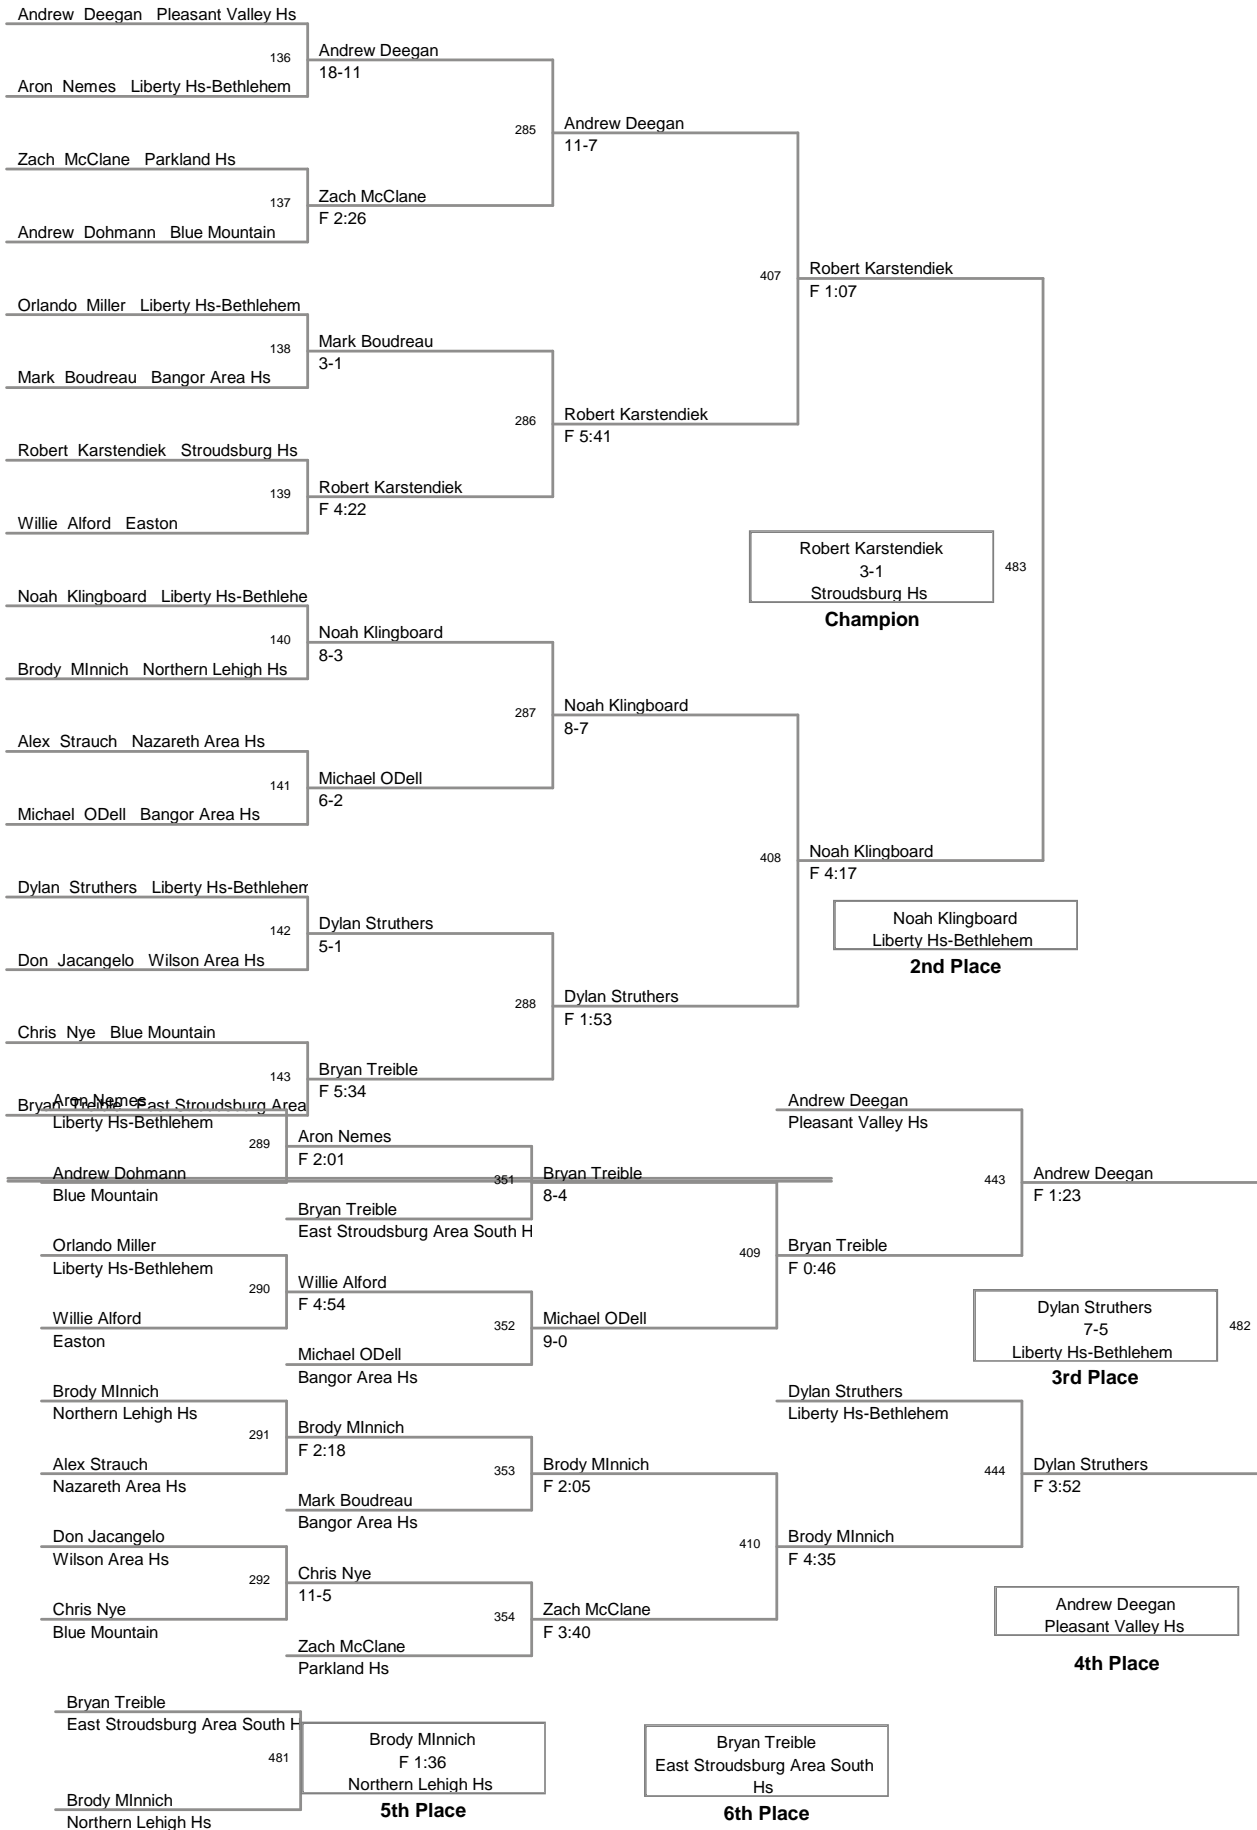 Andrew Deegan Pleasant Valley Hs
136
Andrew Deegan
18-11
Aron Nemes Liberty Hs-Bethlehem
285
Andrew Deegan
11-7
Zach McClane Parkland Hs
137
Zach McClane
F 2:26
Andrew Dohmann Blue Mountain
407
Robert Karstendiek
F 1:07
Orlando Miller Liberty Hs-Bethlehem
138
Mark Boudreau
3-1
Mark Boudreau Bangor Area Hs
286
Robert Karstendiek
F 5:41
Robert Karstendiek Stroudsburg Hs
139
Robert Karstendiek
F 4:22
Willie Alford Easton
Robert Karstendiek
3-1
Stroudsburg Hs
483
Champion
Noah Klingboard Liberty Hs-Bethlehe
140
Noah Klingboard
8-3
Brody MInnich Northern Lehigh Hs
287
Noah Klingboard
8-7
Alex Strauch Nazareth Area Hs
141
Michael ODell
6-2
Michael ODell Bangor Area Hs
408
Noah Klingboard
F 4:17
Dylan Struthers Liberty Hs-Bethlehem
142
Dylan Struthers
5-1
Don Jacangelo Wilson Area Hs
Noah Klingboard
Liberty Hs-Bethlehem
2nd Place
288
Dylan Struthers
F 1:53
Chris Nye Blue Mountain
143
Bryan Treible
F 5:34
Bryan Treible East Stroudsburg Area
Aron Nemes
Liberty Hs-Bethlehem
289
Aron Nemes
F 2:01
Andrew Dohmann
Blue Mountain
351
Bryan Treible
8-4
Bryan Treible
East Stroudsburg Area South H
Andrew Deegan
Pleasant Valley Hs
443
Andrew Deegan
F 1:23
Orlando Miller
Liberty Hs-Bethlehem
290
Willie Alford
F 4:54
Willie Alford
Easton
409
Bryan Treible
F 0:46
352
Michael ODell
9-0
Michael ODell
Bangor Area Hs
Dylan Struthers
7-5
Liberty Hs-Bethlehem
482
3rd Place
Brody MInnich
Northern Lehigh Hs
291
Brody MInnich
F 2:18
Alex Strauch
Nazareth Area Hs
353
Brody MInnich
F 2:05
Mark Boudreau
Bangor Area Hs
Dylan Struthers
Liberty Hs-Bethlehem
444
Dylan Struthers
F 3:52
Don Jacangelo
Wilson Area Hs
292
Chris Nye
11-5
Chris Nye
Blue Mountain
410
Brody MInnich
F 4:35
354
Zach McClane
F 3:40
Zach McClane
Parkland Hs
Andrew Deegan
Pleasant Valley Hs
4th Place
Bryan Treible
East Stroudsburg Area South H
481
Brody MInnich
F 1:36
Northern Lehigh Hs
5th Place
Brody MInnich
Northern Lehigh Hs
Bryan Treible
East Stroudsburg Area South
Hs
6th Place